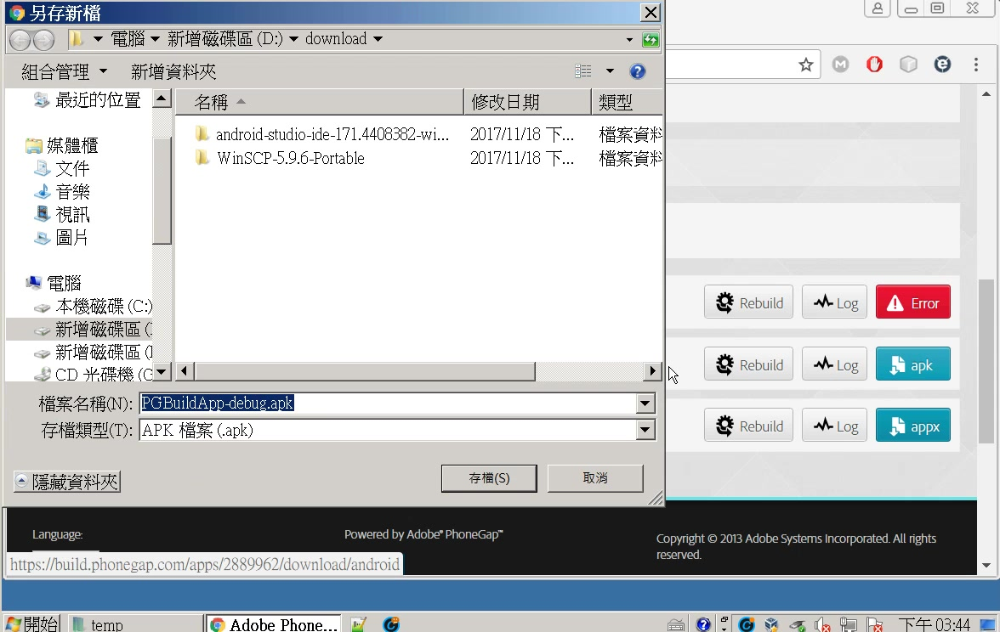 另存新檔
電腦 新增磁碟區 (D:) download
組合管理 新增資料夾
最近的位置
媒體櫃
文件
音樂
視訊
圖片
電腦
本機磁碟 (C:)
新增磁碟區 (
新增磁碟區 (
CD 光碟機 (
名稱 修改日期 類型
android-studio-ide-171.4408382-wi... 2017/11/18 下... 檔案資料
WinSCP-5.9.6-Portable 2017/11/18 下... 檔案資料
檔案名稱(N): PGBuildApp-debug.apk
存檔類型(T): APK 檔案 (.apk)
隱藏資料夾
存檔(S) 取消
Rebuild Log Error
Rebuild Log apk
Rebuild Log appx
Language:
Powered by Adobe® PhoneGap™
Copyright © 2013 Adobe Systems Incorporated. All rights
reserved.
https://build.phonegap.com/apps/2889962/download/android
開始 temp Adobe Phone... 下午 03:44